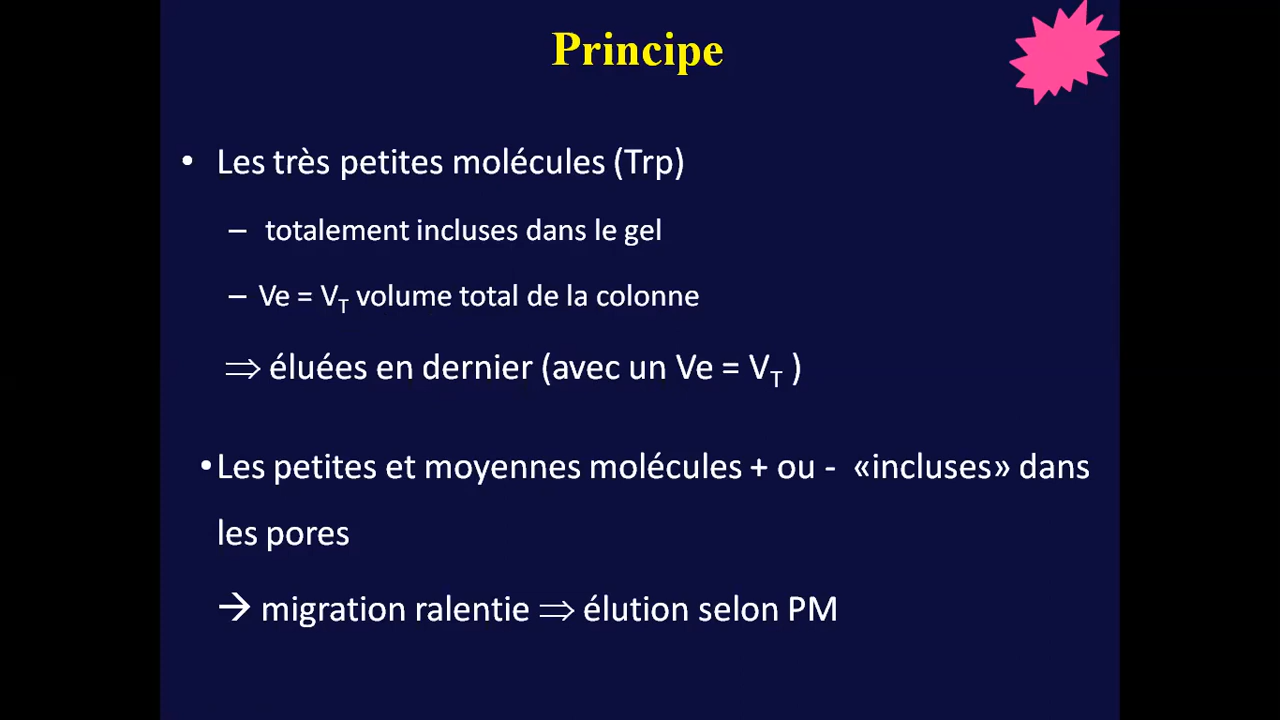 Principe
• Les très petites molécules (Trp)
– totalement incluses dans le gel
– Ve = VT volume total de la colonne
⇒ éluées en dernier (avec un Ve = VT )
• Les petites et moyennes molécules + ou - «incluses» dans
les pores
→ migration ralentie ⇒ élution selon PM